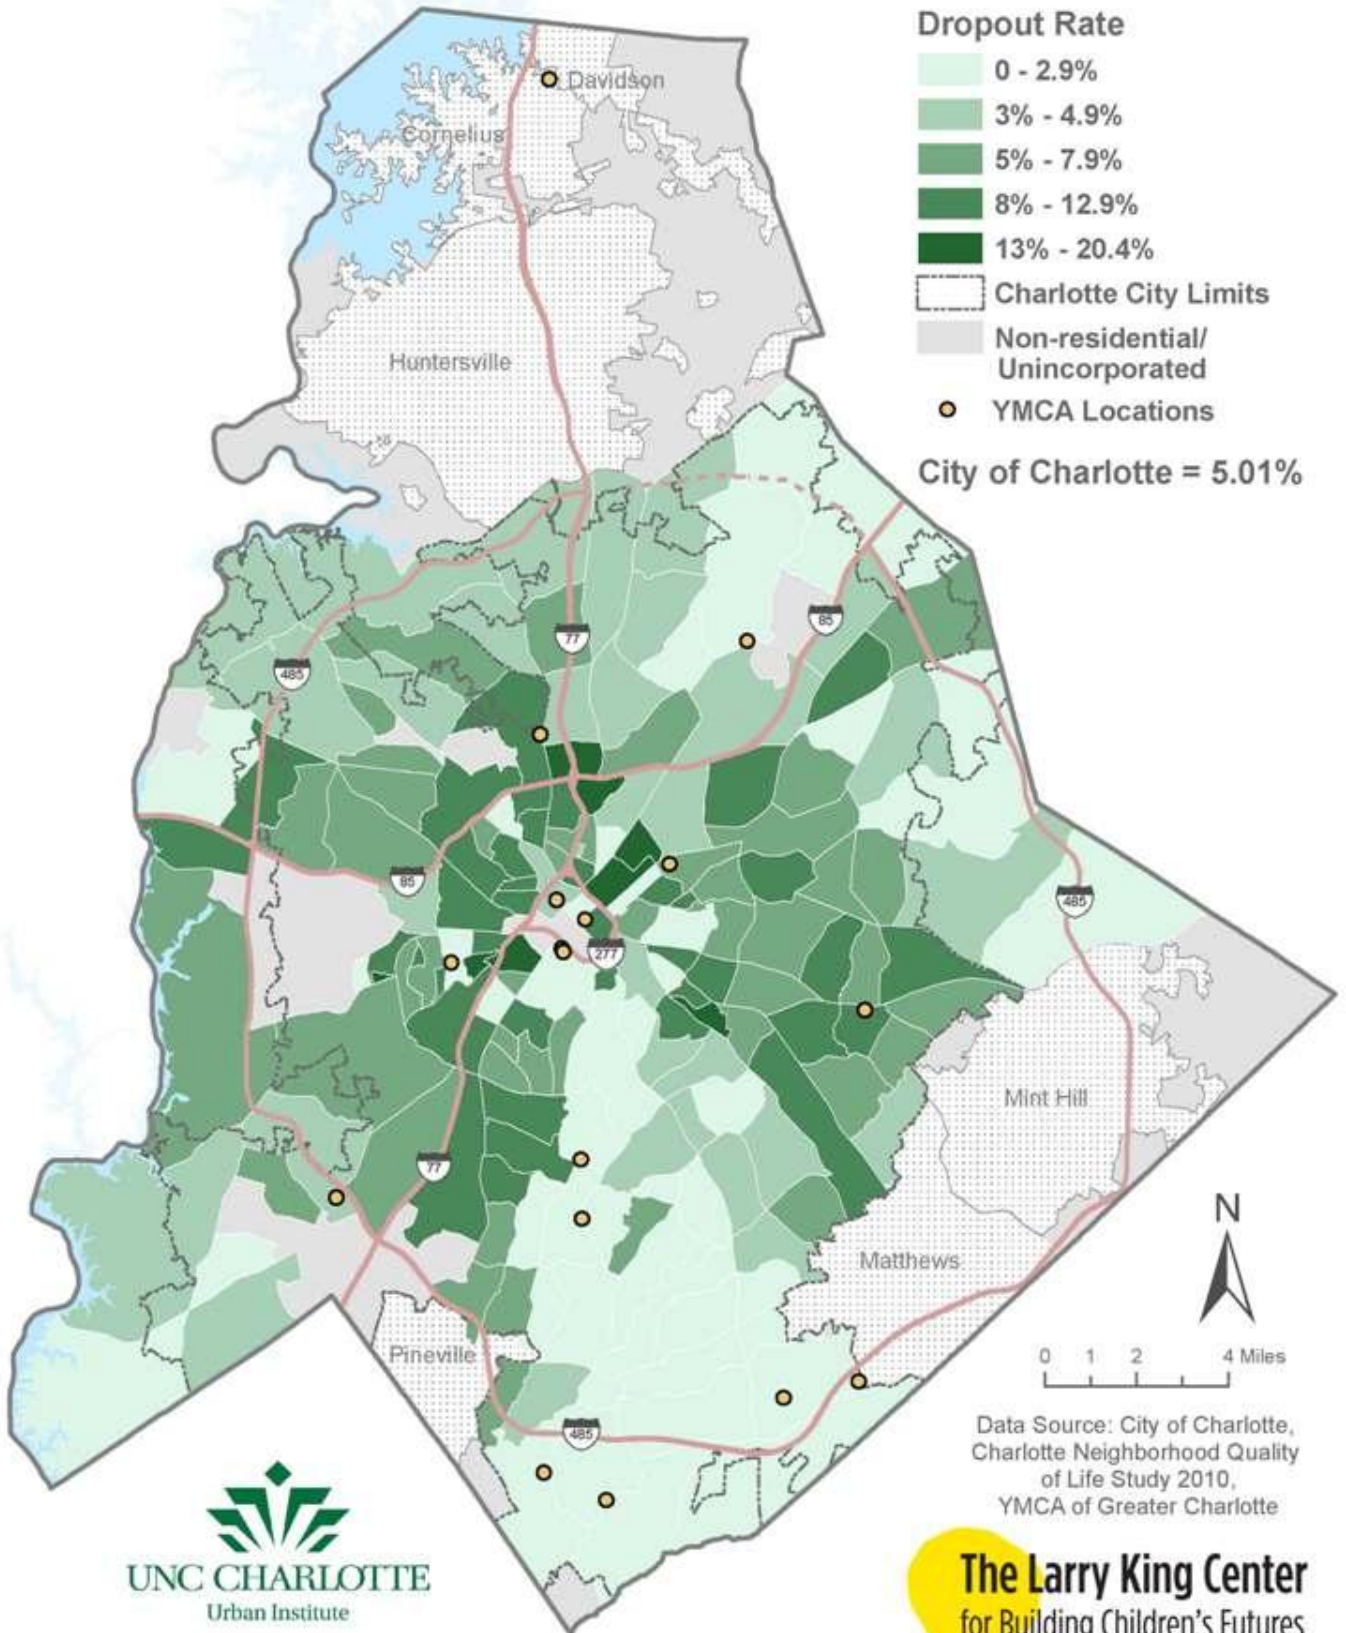 Dropout Rate
0 - 2.9%
3% - 4.9%
5% - 7.9%
8% - 12.9%
13% - 20.4%
Charlotte City Limits
Non-residential/
Unincorporated
YMCA Locations
City of Charlotte = 5.01%
Davidson
Cornelius
Huntersville
77
85
485
85
485
277
Mint Hill
77
Matthews
Pineville
485
N
0 1 2 4 Miles
Data Source: City of Charlotte,
Charlotte Neighborhood Quality
of Life Study 2010,
YMCA of Greater Charlotte
UNC CHARLOTTE
Urban Institute
The Larry King Center
for Building Children's Futures